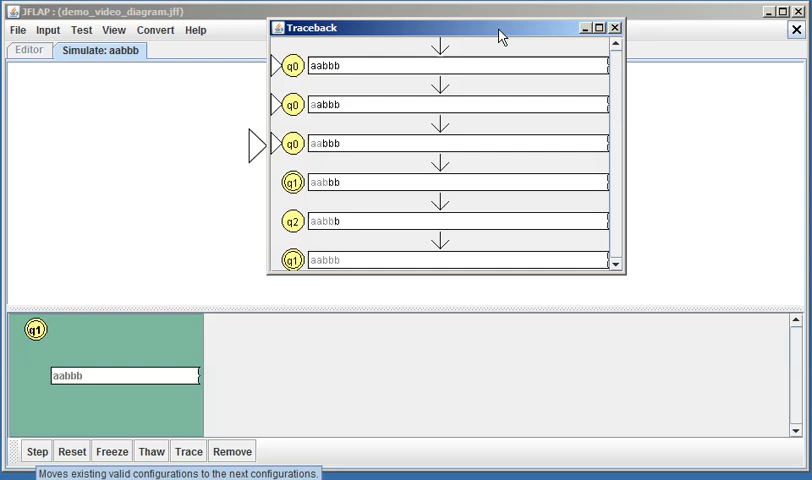 JFLAP : (demo_video_diagram.jff)
File Input Test View Convert Help
Editor Simulate: aabbb
Traceback
q0 aabbb
q0 aabbb
q0 aabbb
q1 aabbb
q2 aabbb
q1 aabbb
q1
aabbb
Step Reset Freeze Thaw Trace Remove
Moves existing valid configurations to the next configurations.